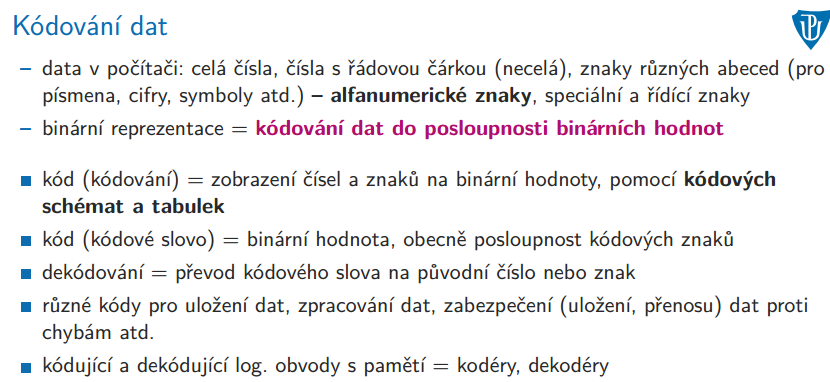 Kódování dat
– data v počítači: celá čísla, čísla s řádovou čárkou (necelá), znaky různých abeced (pro
písmena, cifry, symboly atd.) – alfanumerické znaky, speciální a řídící znaky
– binární reprezentace = kódování dat do posloupnosti binárních hodnot
■ kód (kódování) = zobrazení čísel a znaků na binární hodnoty, pomocí kódových
schémat a tabulek
■ kód (kódové slovo) = binární hodnota, obecně posloupnost kódových znaků
■ dekódování = převod kódového slova na původní číslo nebo znak
■ různé kódy pro uložení dat, zpracování dat, zabezpečení (uložení, přenosu) dat proti
chybám atd.
■ kódující a dekódující log. obvody s pamětí = kodéry, dekodéry